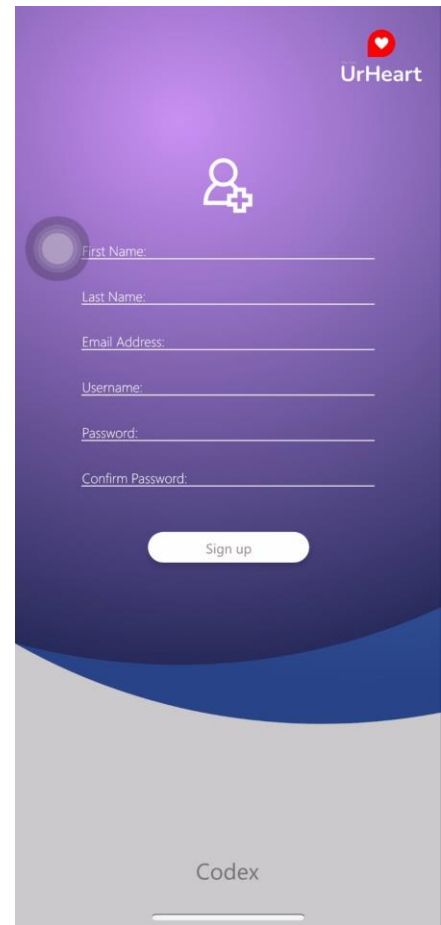 UrHeart
First Name:
Last Name:
Email Address:
Username:
Password:
Confirm Password:
Sign up
Codex